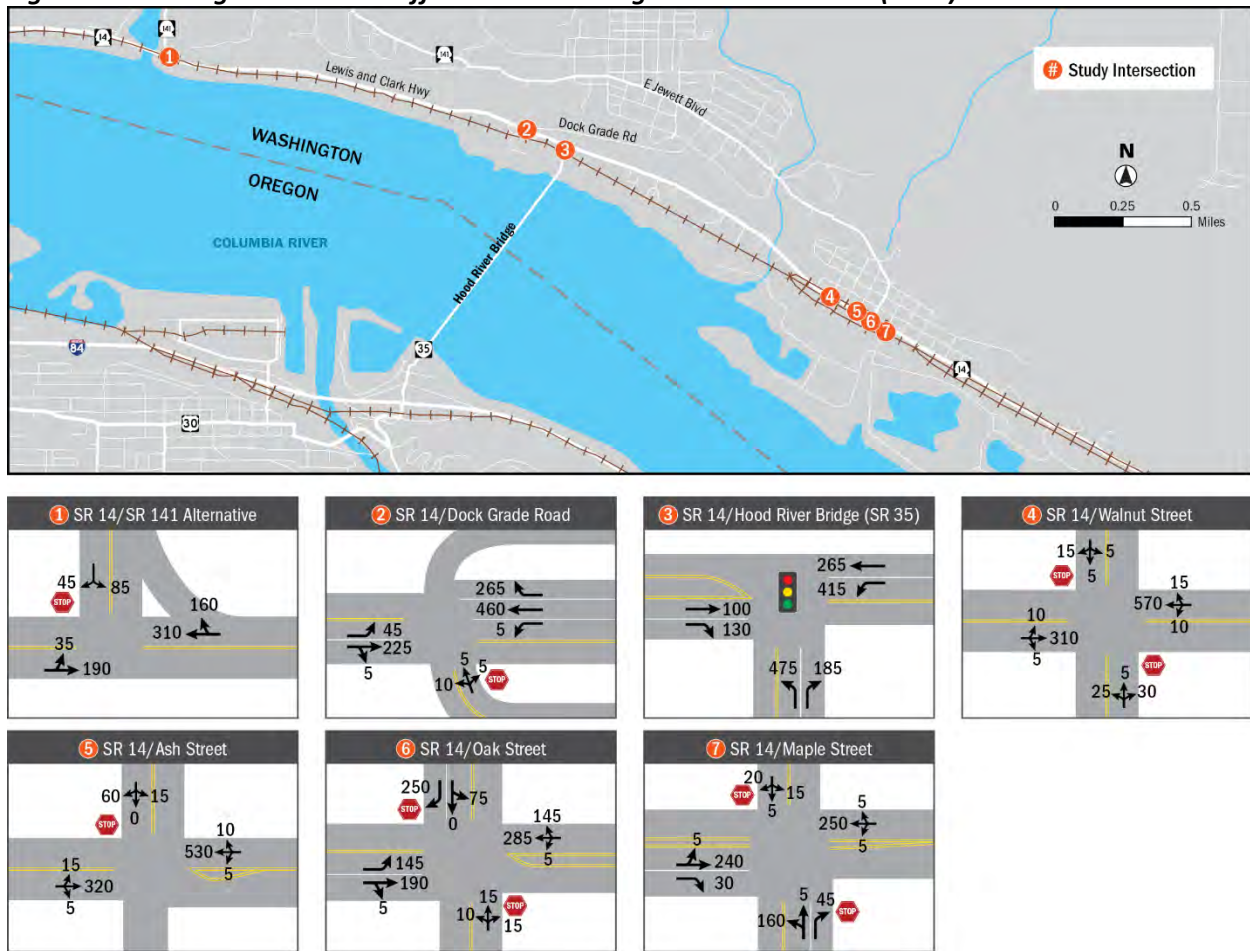 14
141
1
Lewis and Clark Hwy
141
E Jewett Blvd
# Study Intersection
2
Dock Grade Rd
3
WASHINGTON
OREGON
N
0 0.25 0.5
Miles
COLUMBIA RIVER
Hood River Bridge
4
5
6
7
84
35
14
30
1 SR 14/SR 141 Alternative
45
85
STOP
160
310
35
190
2 SR 14/Dock Grade Road
265
460
5
45
225
5
5
5
10
STOP
3 SR 14/Hood River Bridge (SR 35)
265
415
100
130
475
185
4 SR 14/Walnut Street
15
5
5
STOP
15
570
10
10
310
5
STOP
5
25
30
5 SR 14/Ash Street
60
15
0
STOP
10
530
5
15
320
5
6 SR 14/Oak Street
250
75
STOP
0
145
285
5
145
190
5
15
10
15
STOP
7 SR 14/Maple Street
20
15
5
STOP
5
250
5
5
240
30
5
45
160
STOP